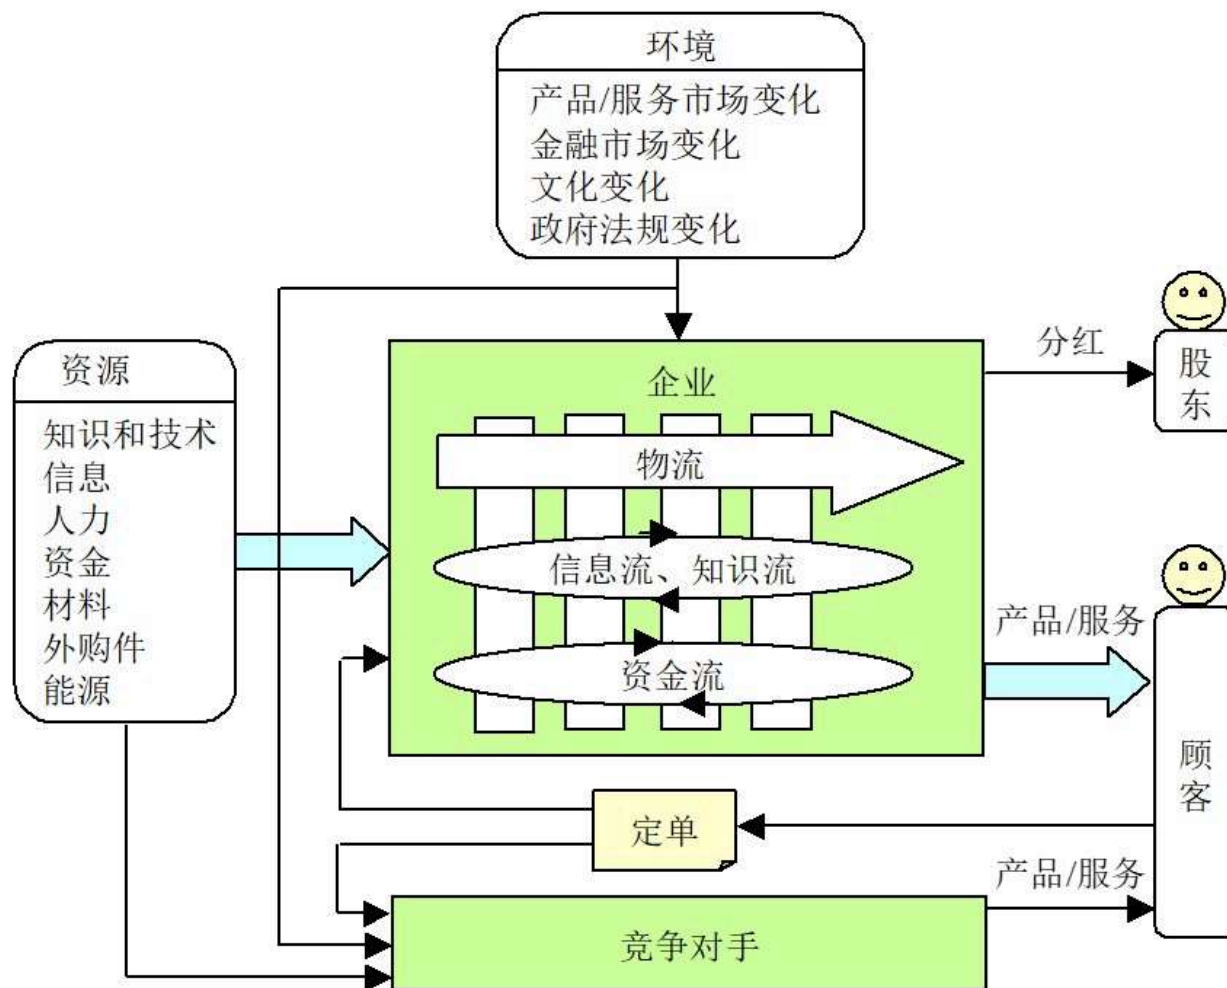 环境
产品/服务市场变化
金融市场变化
文化变化
政府法规变化
资源
知识和技术
信息
人力
资金
材料
外购件
能源
企业
物流
信息流、知识流
资金流
分红
股东
产品/服务
顾客
定单
产品/服务
竞争对手